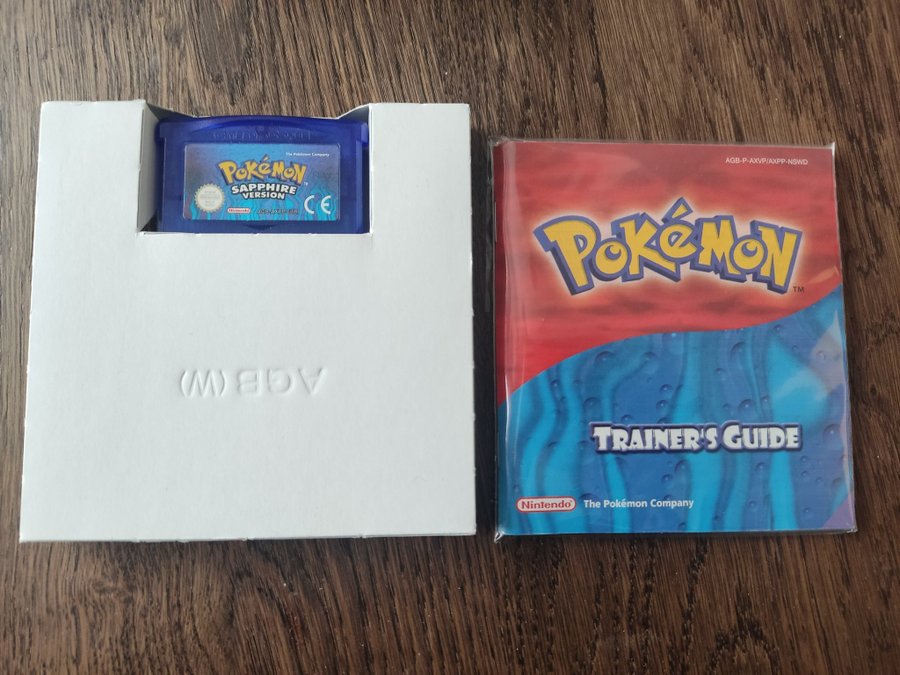 The Pokémon Company
POKéMON
SAPPHIRE
VERSION
Nintendo
CE
AGB (W)
AGB-P-AXVP/AXPP-NSWD
POKéMON
TM
TRAINER'S GUIDE
Nintendo
The Pokémon Company